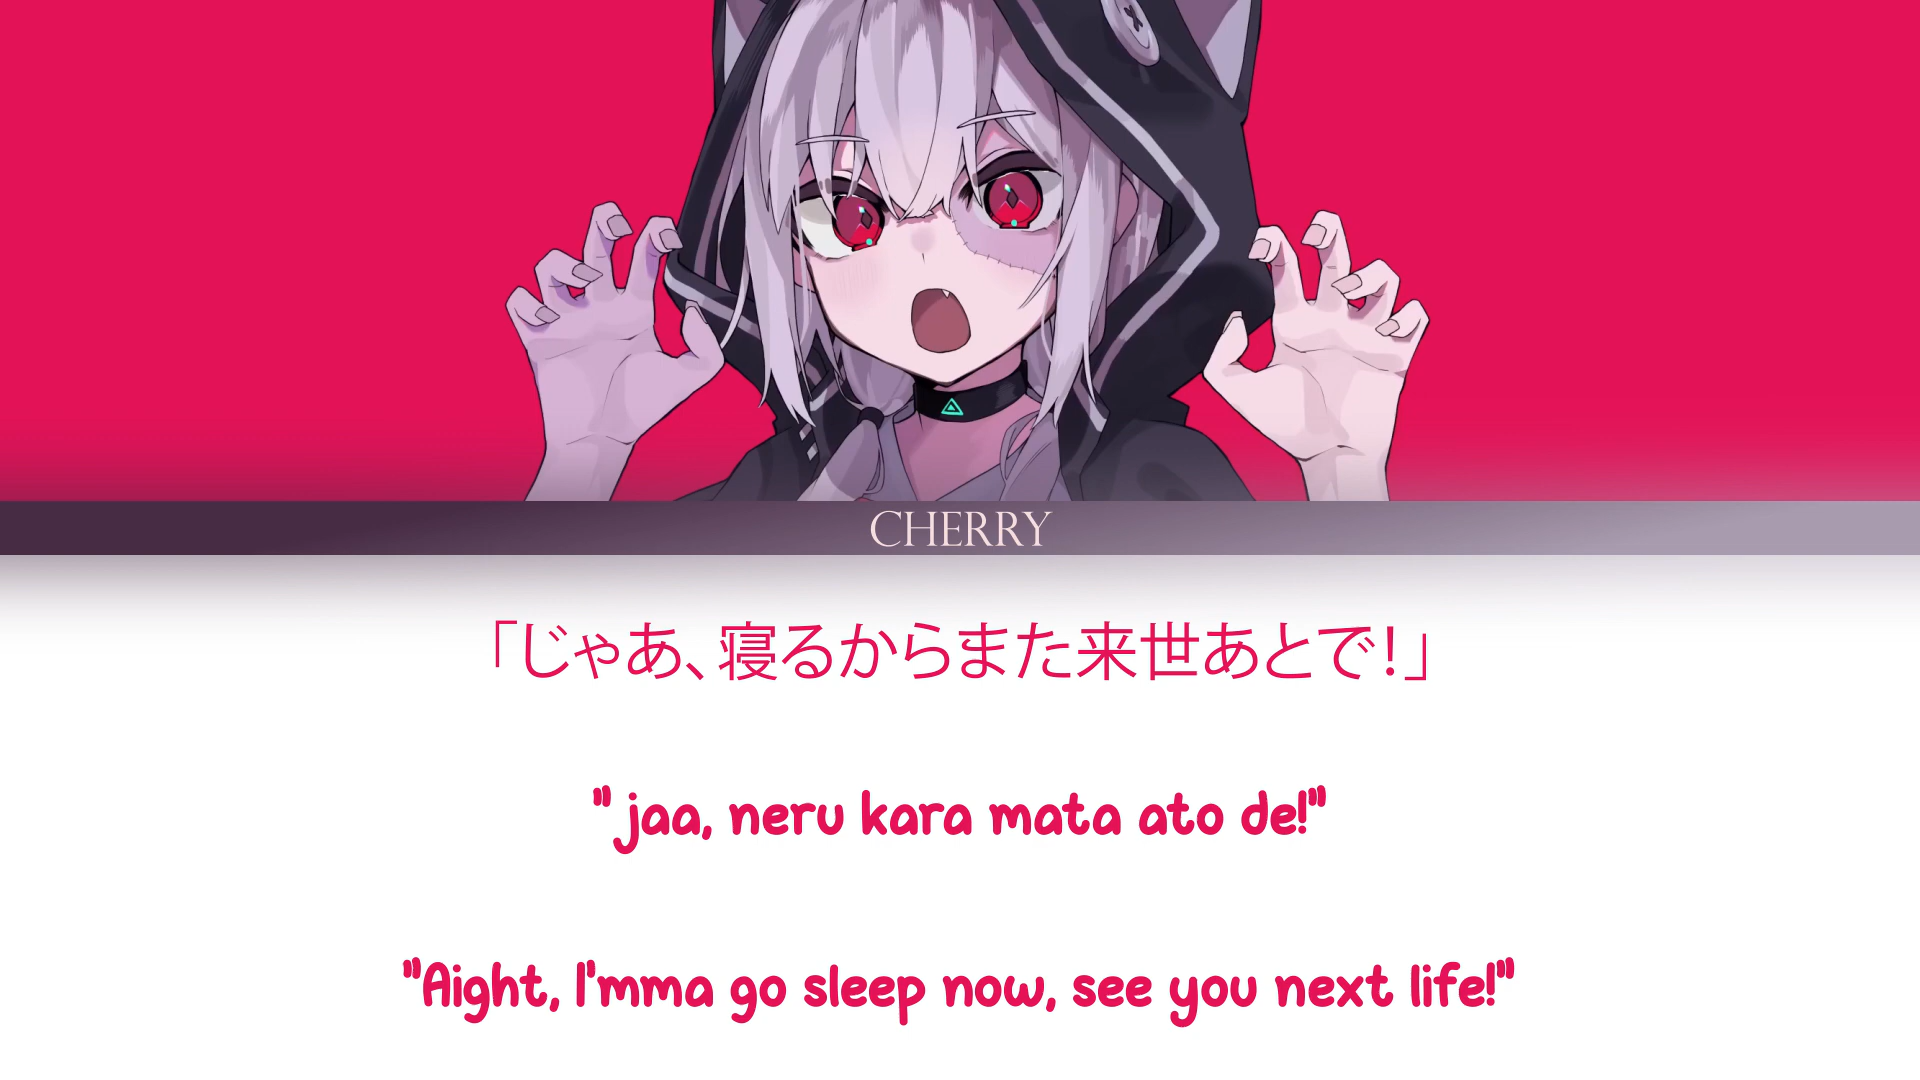 CHERRY
「じゃあ、寝るからまた来世あとで!」
"jaa, neru kara mata ato de!"
"Aight, I'mma go sleep now, see you next life!"